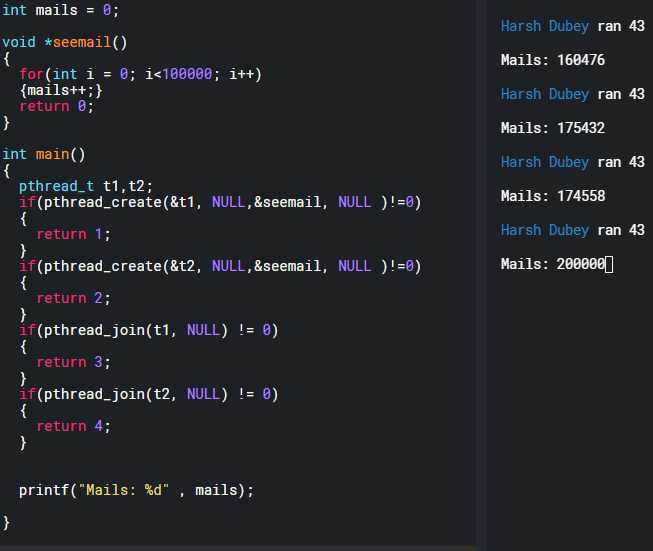 int mails = 0;
void *seemail()
{
for(int i = 0; i<100000; i++)
{mails++;}
return 0;
}
int main()
{
pthread_t t1,t2;
if(pthread_create(&t1, NULL,&seemail, NULL )!=0)
{
return 1;
}
if(pthread_create(&t2, NULL,&seemail, NULL )!=0)
{
return 2;
}
if(pthread_join(t1, NULL) != 0)
{
return 3;
}
if(pthread_join(t2, NULL) != 0)
{
return 4;
}
printf("Mails: %d" , mails);
}
Harsh Dubey ran 43
Mails: 160476
Harsh Dubey ran 43
Mails: 175432
Harsh Dubey ran 43
Mails: 174558
Harsh Dubey ran 43
Mails: 200000